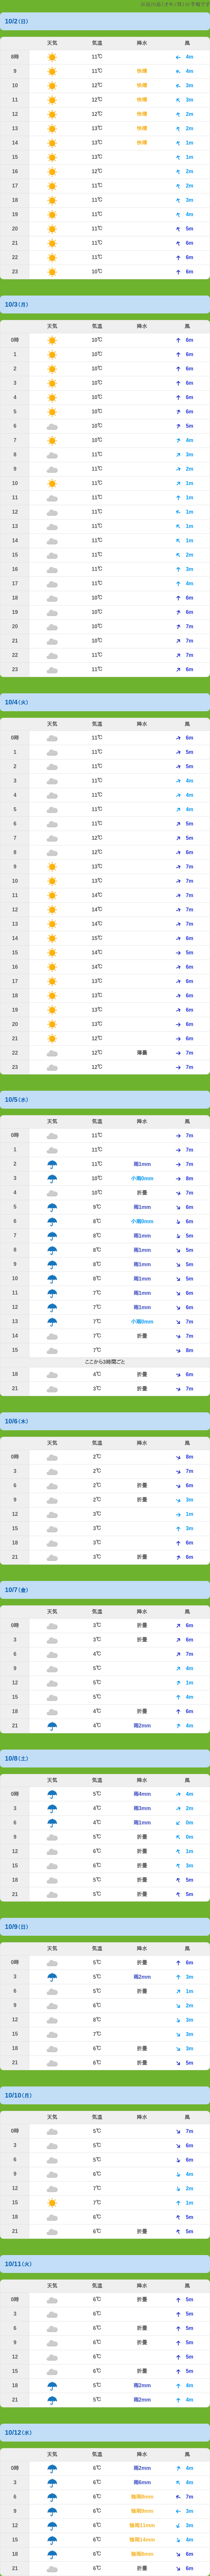 10/2(日)
天気 気温 降水 風
8時 11℃ 4m
9 11℃ 快晴 4m
10 12℃ 快晴 3m
11 12℃ 快晴 3m
12 12℃ 快晴 2m
13 13℃ 快晴 2m
14 13℃ 快晴 1m
15 13℃ 1m
16 12℃ 2m
17 11℃ 2m
18 11℃ 3m
19 11℃ 4m
20 11℃ 5m
21 11℃ 6m
22 11℃ 6m
23 10℃ 6m
10/3(月)
天気 気温 降水 風
0時 10℃ 6m
1 10℃ 6m
2 10℃ 6m
3 10℃ 6m
4 10℃ 6m
5 10℃ 6m
6 10℃ 5m
7 10℃ 4m
8 11℃ 3m
9 11℃ 2m
10 11℃ 1m
11 11℃ 1m
12 11℃ 1m
13 11℃ 1m
14 11℃ 1m
15 11℃ 2m
16 11℃ 3m
17 11℃ 4m
18 10℃ 6m
19 10℃ 6m
20 10℃ 7m
21 10℃ 7m
22 11℃ 7m
23 11℃ 6m
10/4(火)
天気 気温 降水 風
0時 11℃ 6m
1 11℃ 5m
2 11℃ 5m
3 11℃ 4m
4 11℃ 4m
5 11℃ 4m
6 11℃ 5m
7 12℃ 5m
8 12℃ 6m
9 13℃ 7m
10 13℃ 7m
11 14℃ 7m
12 14℃ 7m
13 14℃ 7m
14 15℃ 6m
15 14℃ 5m
16 14℃ 6m
17 13℃ 6m
18 13℃ 6m
19 13℃ 6m
20 13℃ 6m
21 12℃ 6m
22 12℃ 薄曇 7m
23 12℃ 7m
10/5(水)
天気 気温 降水 風
0時 11℃ 7m
1 11℃ 7m
2 11℃ 雨1mm 7m
3 10℃ 小雨0mm 8m
4 10℃ 折曇 7m
5 9℃ 雨1mm 6m
6 8℃ 小雨0mm 6m
7 8℃ 雨1mm 5m
8 8℃ 雨1mm 5m
9 8℃ 雨1mm 5m
10 8℃ 雨1mm 5m
11 7℃ 雨1mm 6m
12 7℃ 雨1mm 6m
13 7℃ 小雨0mm 7m
14 7℃ 折曇 7m
15 7℃ 8m
ここから3時間ごと
18 4℃ 折曇 6m
21 3℃ 折曇 7m
10/6(木)
天気 気温 降水 風
0時 2℃ 8m
3 2℃ 7m
6 2℃ 折曇 6m
9 2℃ 折曇 3m
12 3℃ 1m
15 3℃ 3m
18 3℃ 6m
21 3℃ 折曇 6m
10/7(金)
天気 気温 降水 風
0時 3℃ 折曇 6m
3 3℃ 折曇 6m
6 4℃ 7m
9 5℃ 4m
12 5℃ 1m
15 5℃ 4m
18 4℃ 折曇 6m
21 4℃ 雨2mm 4m
10/8(土)
天気 気温 降水 風
0時 5℃ 雨4mm 4m
3 4℃ 雨3mm 2m
6 4℃ 雨1mm 0m
9 5℃ 折曇 0m
12 6℃ 折曇 1m
15 6℃ 折曇 3m
18 5℃ 折曇 5m
21 5℃ 折曇 5m
10/9(日)
天気 気温 降水 風
0時 5℃ 折曇 6m
3 5℃ 雨2mm 3m
6 5℃ 折曇 1m
9 6℃ 2m
12 8℃ 3m
15 7℃ 3m
18 6℃ 折曇 3m
21 6℃ 折曇 5m
10/10(月)
天気 気温 降水 風
0時 5℃ 7m
3 5℃ 6m
6 5℃ 6m
9 6℃ 4m
12 7℃ 2m
15 7℃ 1m
18 6℃ 5m
21 6℃ 折曇 5m
10/11(火)
天気 気温 降水 風
0時 6℃ 折曇 5m
3 6℃ 5m
6 6℃ 折曇 5m
9 6℃ 折曇 5m
12 6℃ 5m
15 6℃ 折曇 5m
18 5℃ 雨2mm 4m
21 5℃ 雨2mm 4m
10/12(水)
天気 気温 降水 風
0時 6℃ 雨2mm 4m
3 6℃ 雨6mm 4m
6 6℃ 強雨8mm 7m
9 6℃ 強雨9mm 3m
12 6℃ 強雨11mm 3m
15 6℃ 強雨14mm 4m
18 6℃ 強雨8mm 6m
21 6℃ 折曇 6m